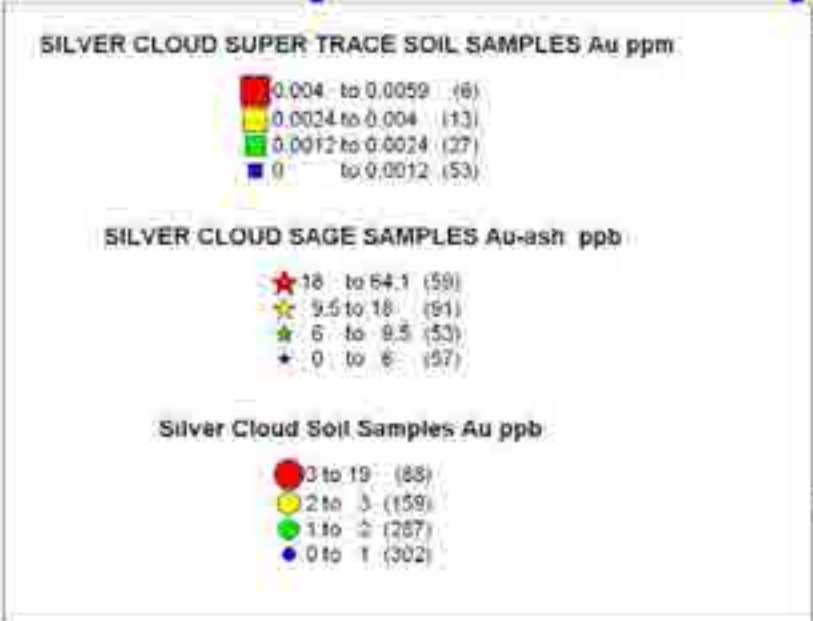 SILVER CLOUD SUPER TRACE SOIL SAMPLES Au ppm
0.004 to 0.0059 (6)
0.0024 to 0.004 (13)
0.0012 to 0.0024 (27)
0 to 0.0012 (53)
SILVER CLOUD SAGE SAMPLES Au-ash ppb
18 to 64.1 (59)
9.5 to 18 (91)
6 to 9.5 (53)
0 to 6 (57)
Silver Cloud Soil Samples Au ppb
3 to 19 (88)
2 to 3 (159)
1 to 2 (287)
0 to 1 (302)